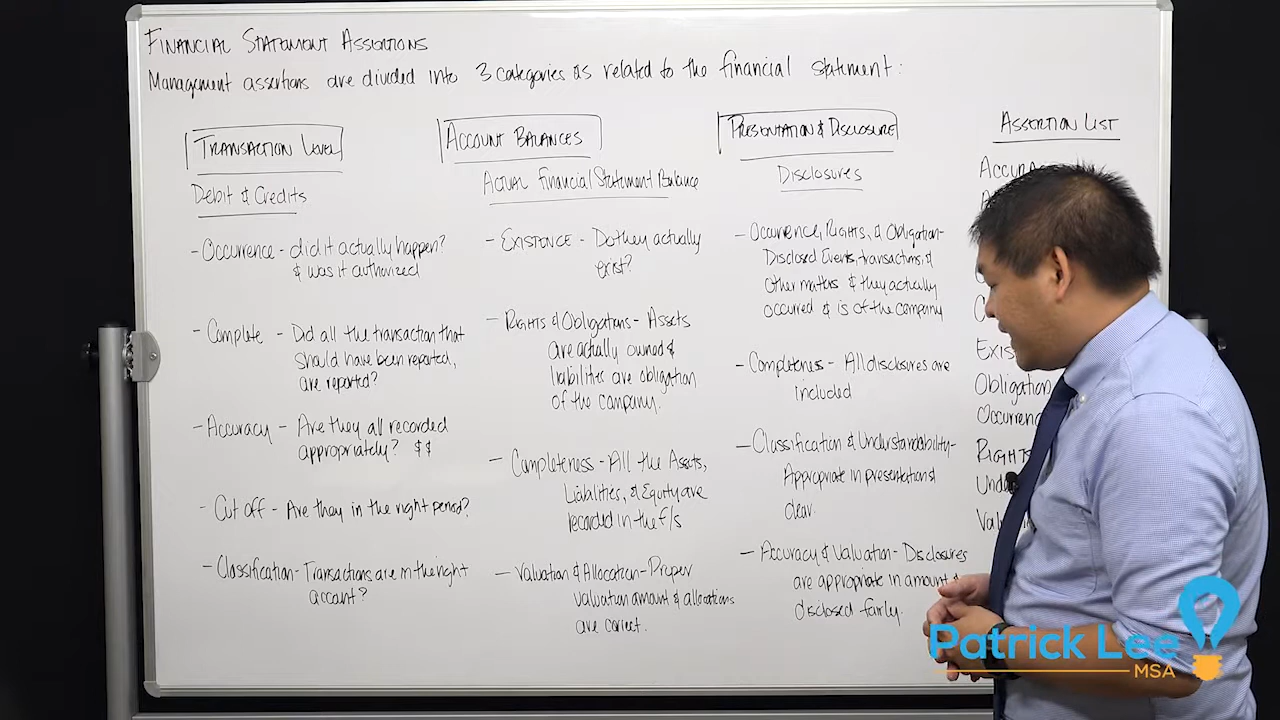 FINANCIAL STATEMENT ASSERTIONS
Management assertions are divided into 3 categories as related to the financial statement:
TRANSACTION LEVEL
Debit & Credits
- Occurrence - did it actually happen?
& was it authorized
- Complete - Did all the transaction that
should have been reported,
are reported?
- Accuracy - Are they all recorded
appropriately? $$
- Cut off - Are they in the right period?
- Classification - Transactions are in the right
account?
ACCOUNT BALANCES
Actual Financial Statement Balance
- EXISTENCE - Do they actually
exist?
- RIGHTS & Obligations - Assets
are actually owned &
liabilities are obligation
of the company.
- Completeness - All the Assets,
Liabilities, & Equity are
recorded in the f/s
- Valuation & Allocation - Proper
valuation amount & allocations
are correct.
PRESENTATION & DISCLOSURE
Disclosures
- Occurrence, Rights, & Obligation -
Disclosed Events, transactions, &
other matters & they actually
occurred & is of the company
- Completeness - All disclosures are
included
- Classification & Understandability -
Appropriate in presentation &
clear.
- Accuracy & Valuation - Disclosures
are appropriate in amount &
disclosed fairly.
ASSERTION LIST
Obligation
RIGHTS
Patrick Lee
MSA